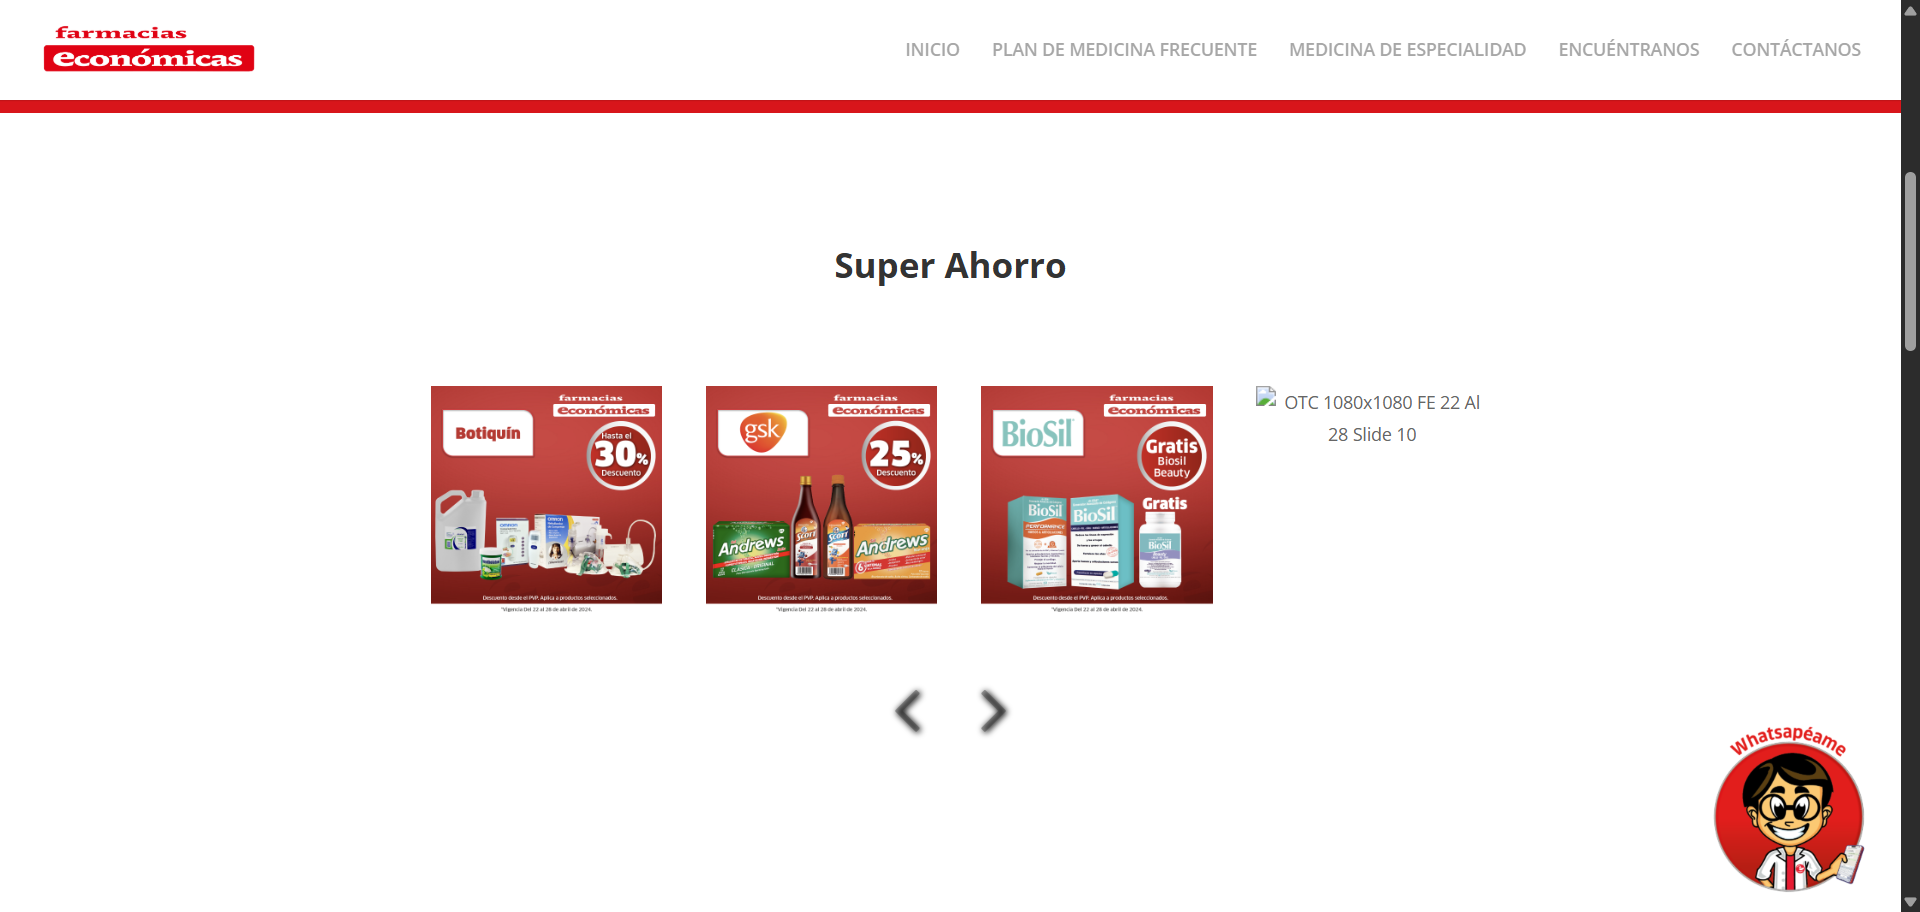 farmacias
económicas
INICIO
PLAN DE MEDICINA FRECUENTE
MEDICINA DE ESPECIALIDAD
ENCUÉNTRANOS
CONTÁCTANOS
Super Ahorro
farmacias
económicas
Botiquín
Hasta el
30%
Descuento
Descuento desde el PVP. Aplica a productos seleccionados.
*Vigencia Del 22 al 28 de abril de 2024.
farmacias
económicas
gsk
25%
Descuento
Andrews
SCOTT
SCOTT
Andrews
Descuento desde el PVP. Aplica a productos seleccionados.
*Vigencia Del 22 al 28 de abril de 2024.
farmacias
económicas
BioSil
Gratis
Biosil
Beauty
Gratis
BioSil
BioSil
BioSil
Descuento desde el PVP. Aplica a productos seleccionados.
*Vigencia Del 22 al 28 de abril de 2024.
OTC 1080x1080 FE 22 Al
28 Slide 10
Whatsapéame